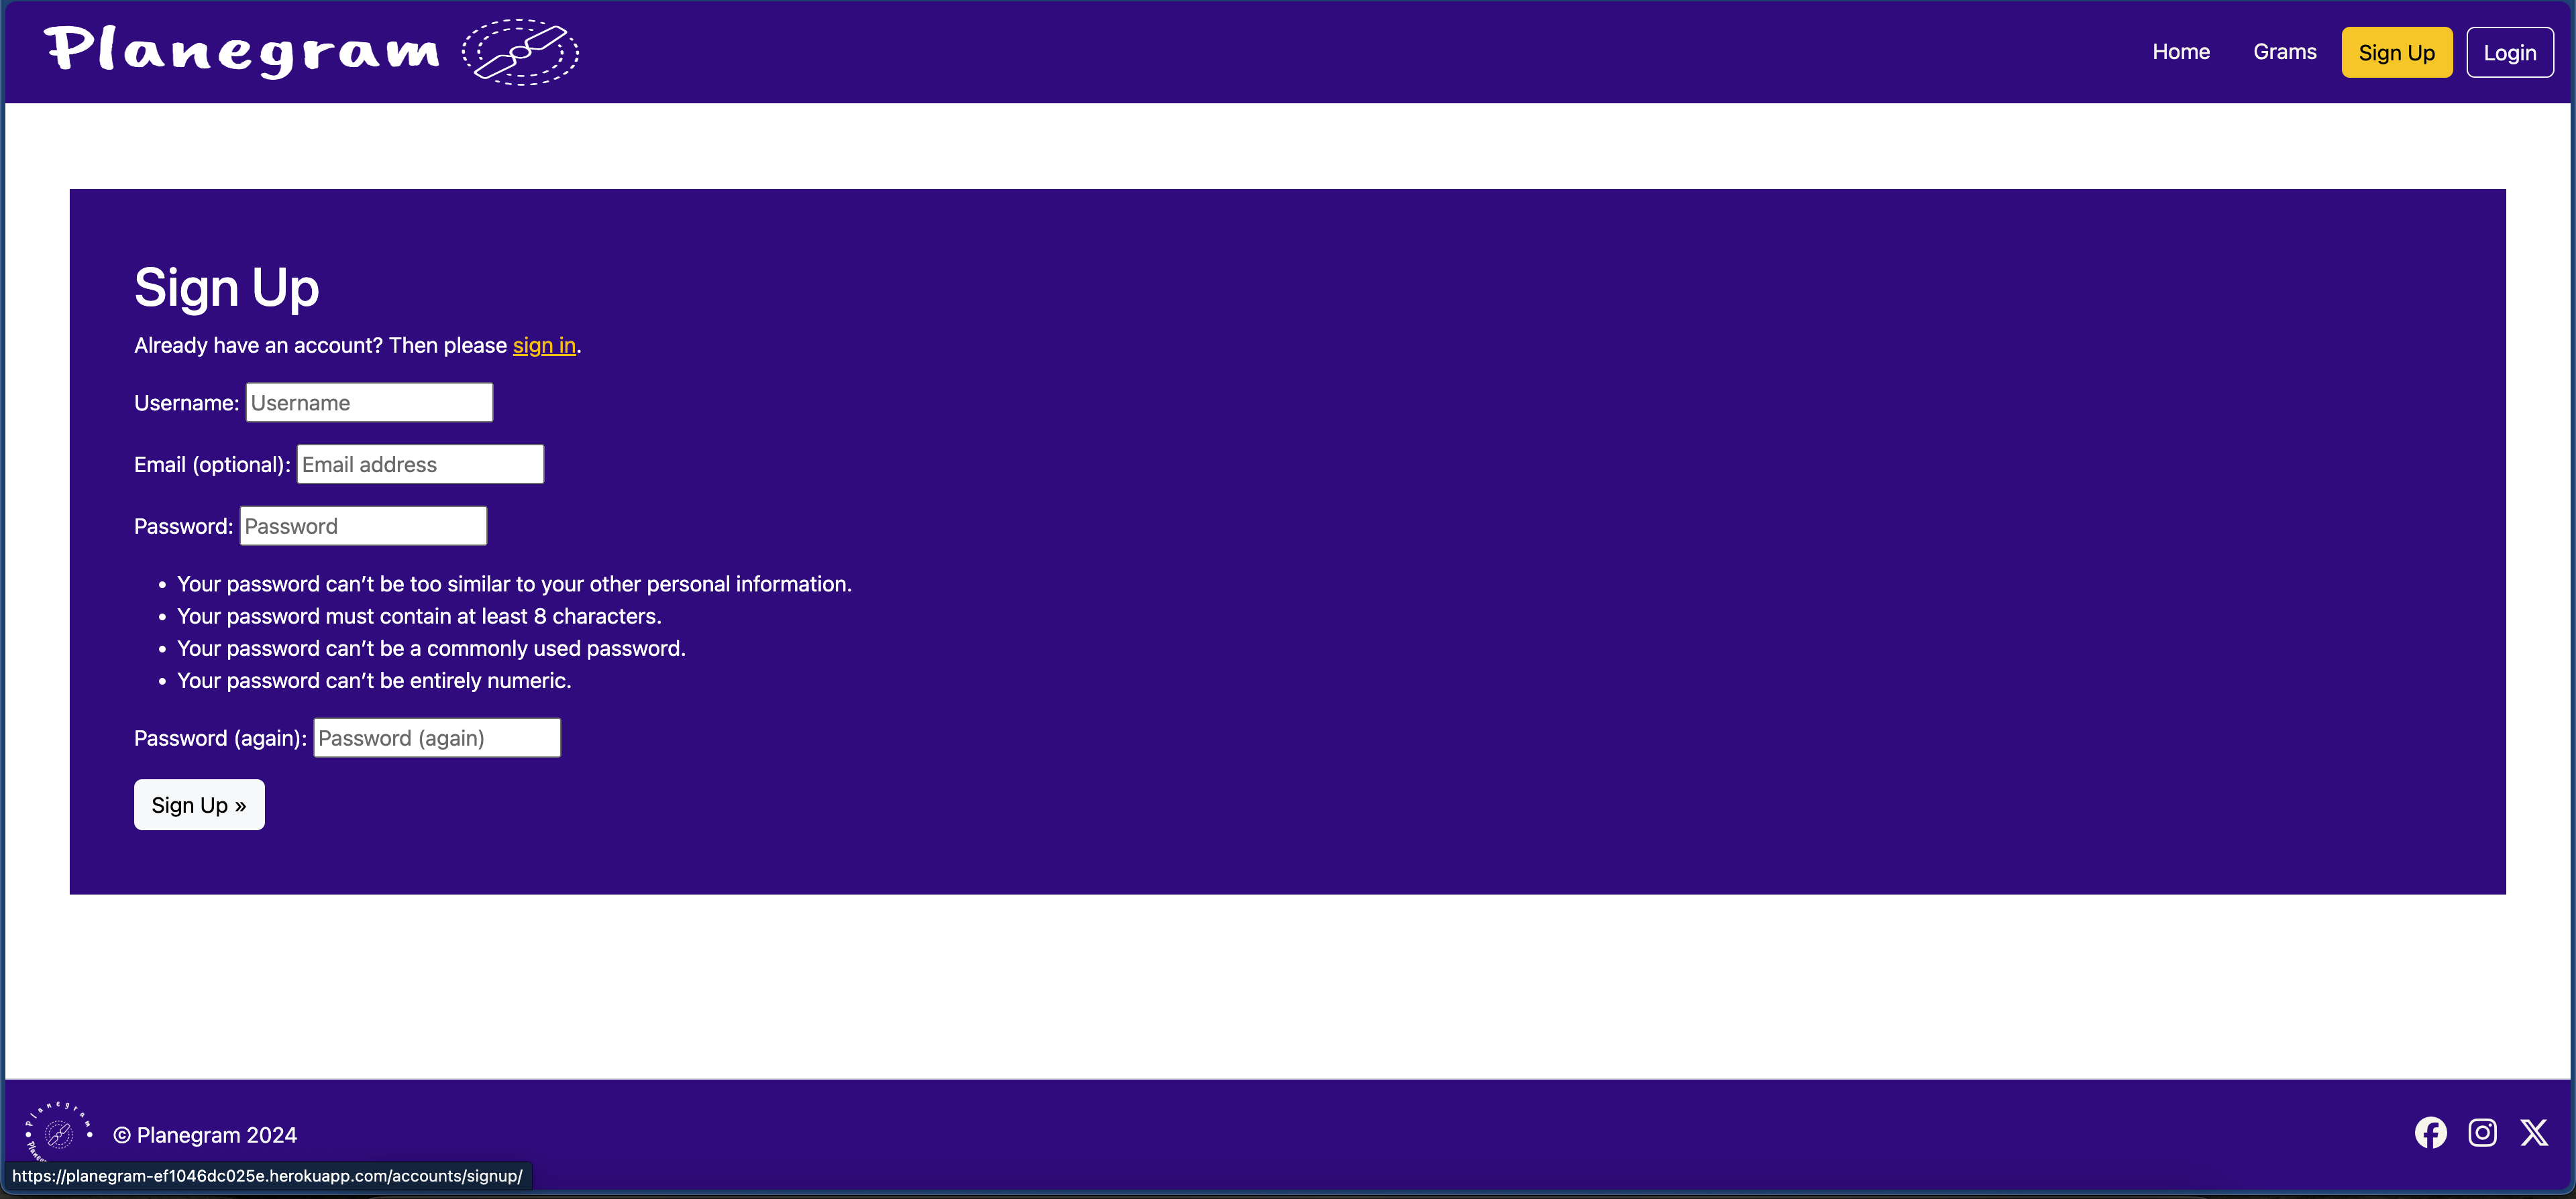 Planegram
Home Grams Sign Up Login
Sign Up
Already have an account? Then please sign in.
Username: Username
Email (optional): Email address
Password: Password
• Your password can’t be too similar to your other personal information.
• Your password must contain at least 8 characters.
• Your password can’t be a commonly used password.
• Your password can’t be entirely numeric.
Password (again): Password (again)
Sign Up »
Planegram
© Planegram 2024
https://planegram-ef1046dc025e.herokuapp.com/accounts/signup/